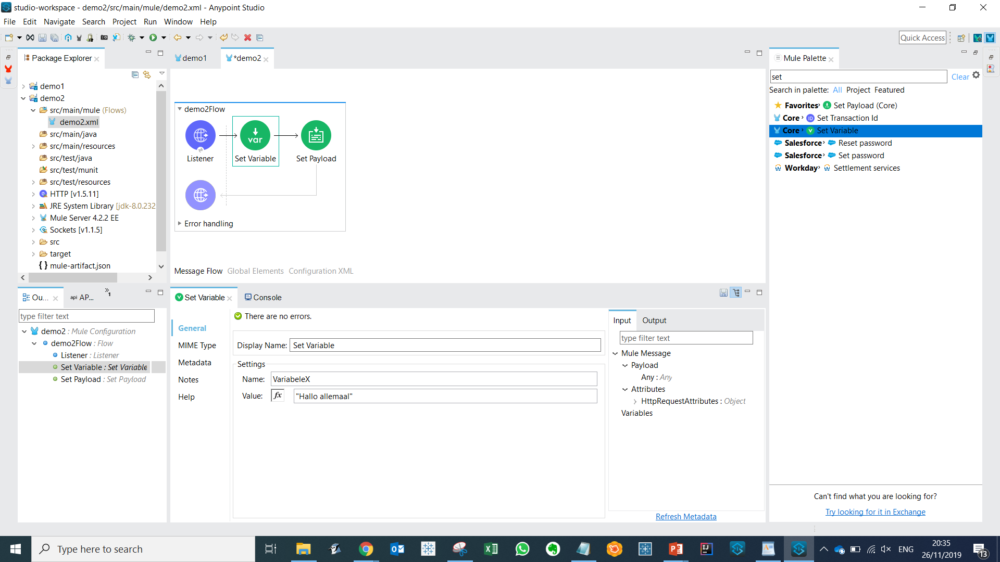 studio-workspace - demo2/src/main/mule/demo2.xml - Anypoint Studio
File Edit Navigate Search Project Run Window Help
Quick Access
Package Explorer
demo1
demo2
src/main/mule (Flows)
demo2.xml
src/main/java
src/main/resources
src/test/java
src/test/munit
src/test/resources
HTTP [v1.5.11]
JRE System Library [jdk-8.0.232
Mule Server 4.2.2 EE
Sockets [v1.1.5]
src
target
mule-artifact.json
demo1
*demo2
demo2Flow
var
Listener
Set Variable
Set Payload
Error handling
Message Flow Global Elements Configuration XML
Mule Palette
set
Clear
Search in palette: All Project Featured
Favorites Set Payload (Core)
Core ID Set Transaction Id
Core V Set Variable
Salesforce Reset password
Salesforce Set password
Workday Settlement services
Can't find what you are looking for?
Try looking for it in Exchange
Ou...
api AP...
1
type filter text
demo2 : Mule Configuration
demo2Flow : Flow
Listener : Listener
Set Variable : Set Variable
Set Payload : Set Payload
V Set Variable
Console
General
MIME Type
Metadata
Notes
Help
There are no errors.
Display Name: Set Variable
Settings
Name: VariabeleX
Value: fx "Hallo allemaal"
Input Output
type filter text
Mule Message
Payload
Any : Any
Attributes
HttpRequestAttributes : Object
Variables
Refresh Metadata
Type here to search
ENG
20:35
26/11/2019
13